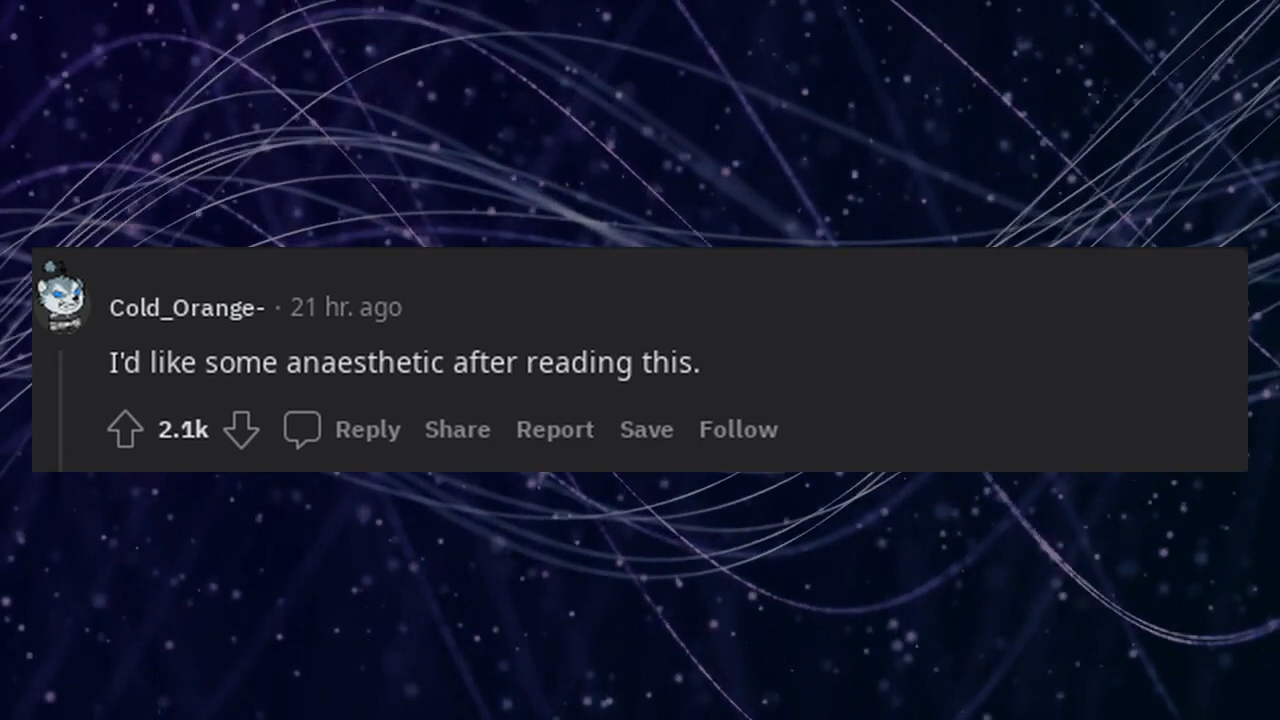 Cold_Orange- · 21 hr. ago
I'd like some anaesthetic after reading this.
2.1k Reply Share Report Save Follow